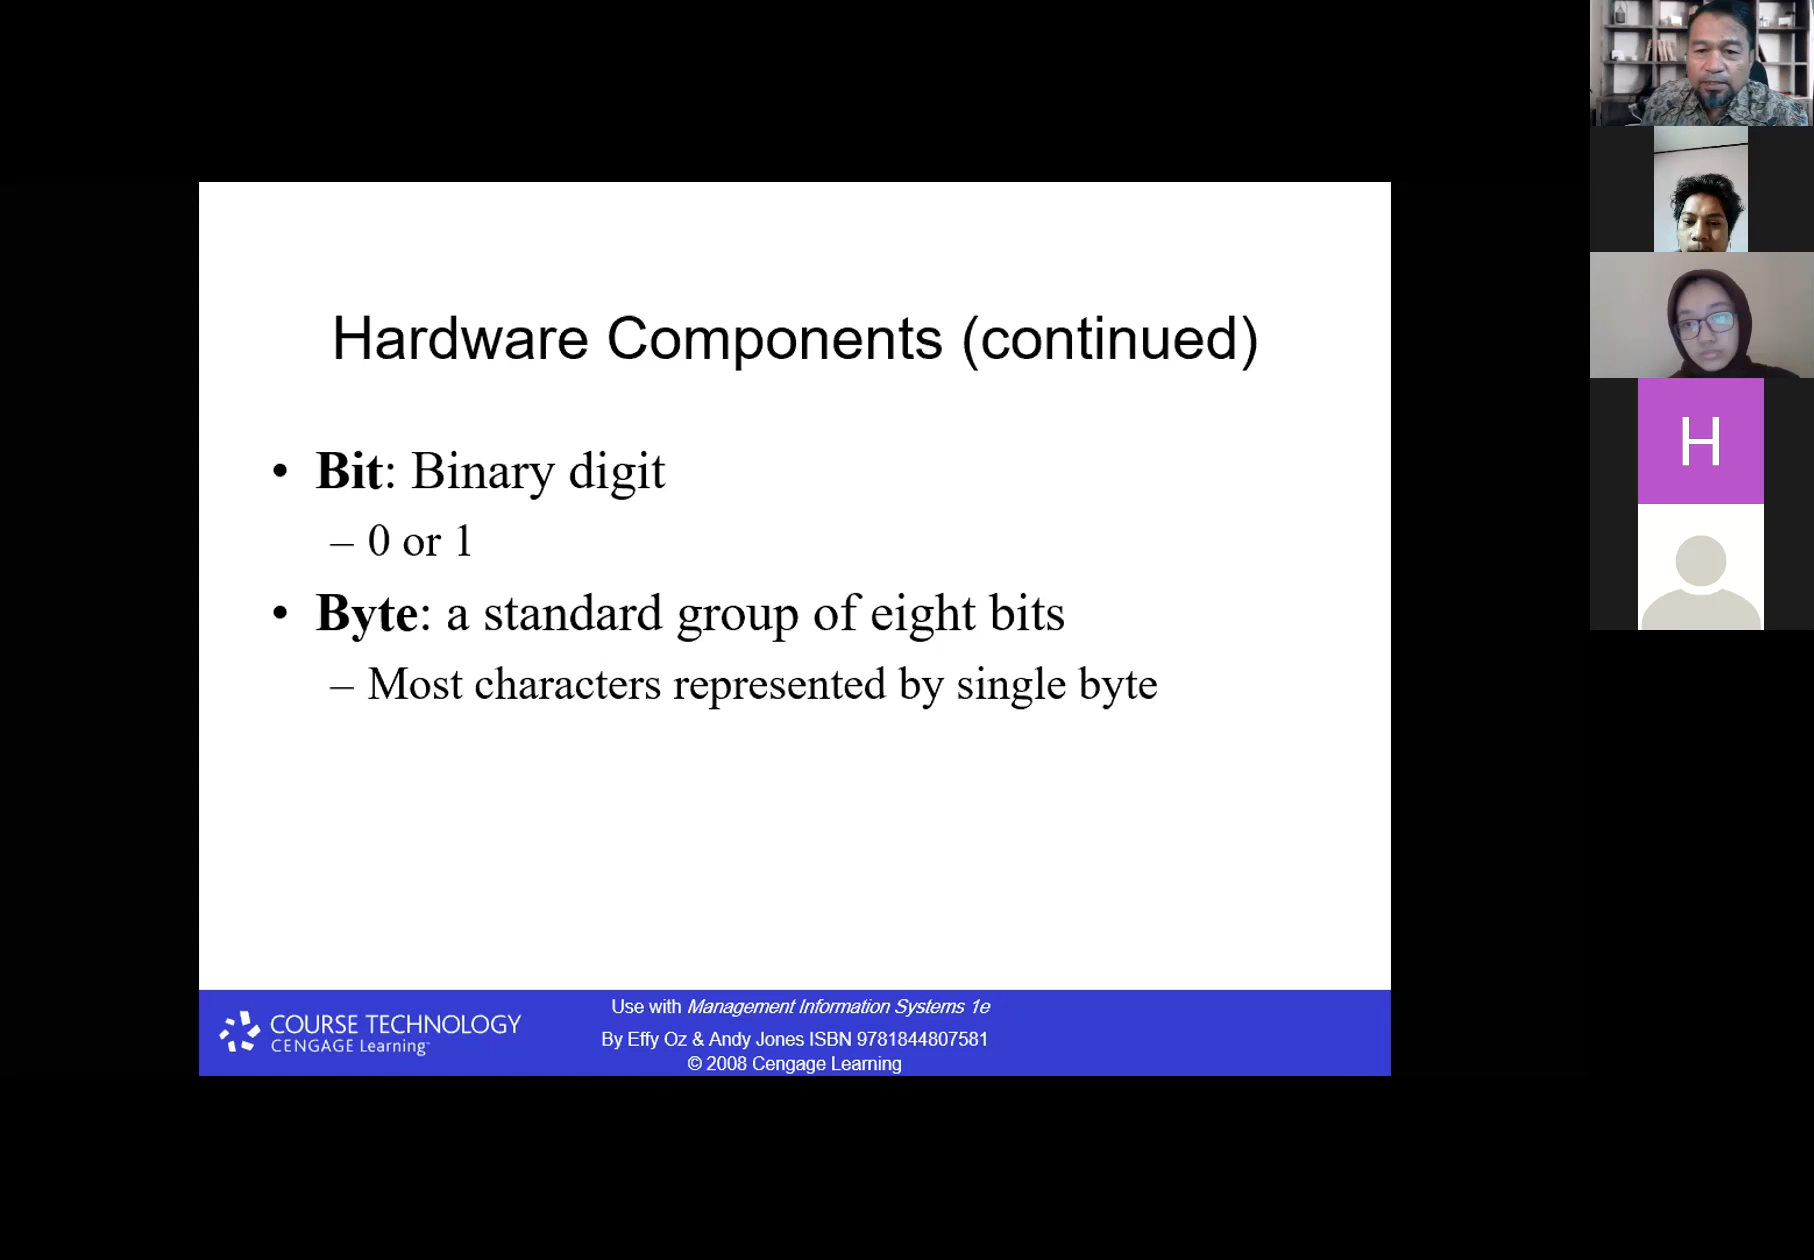 Hardware Components (continued)
• Bit: Binary digit
– 0 or 1
• Byte: a standard group of eight bits
– Most characters represented by single byte
COURSE TECHNOLOGY
CENGAGE Learning™
Use with Management Information Systems 1e
By Effy Oz & Andy Jones ISBN 9781844807581
© 2008 Cengage Learning
H